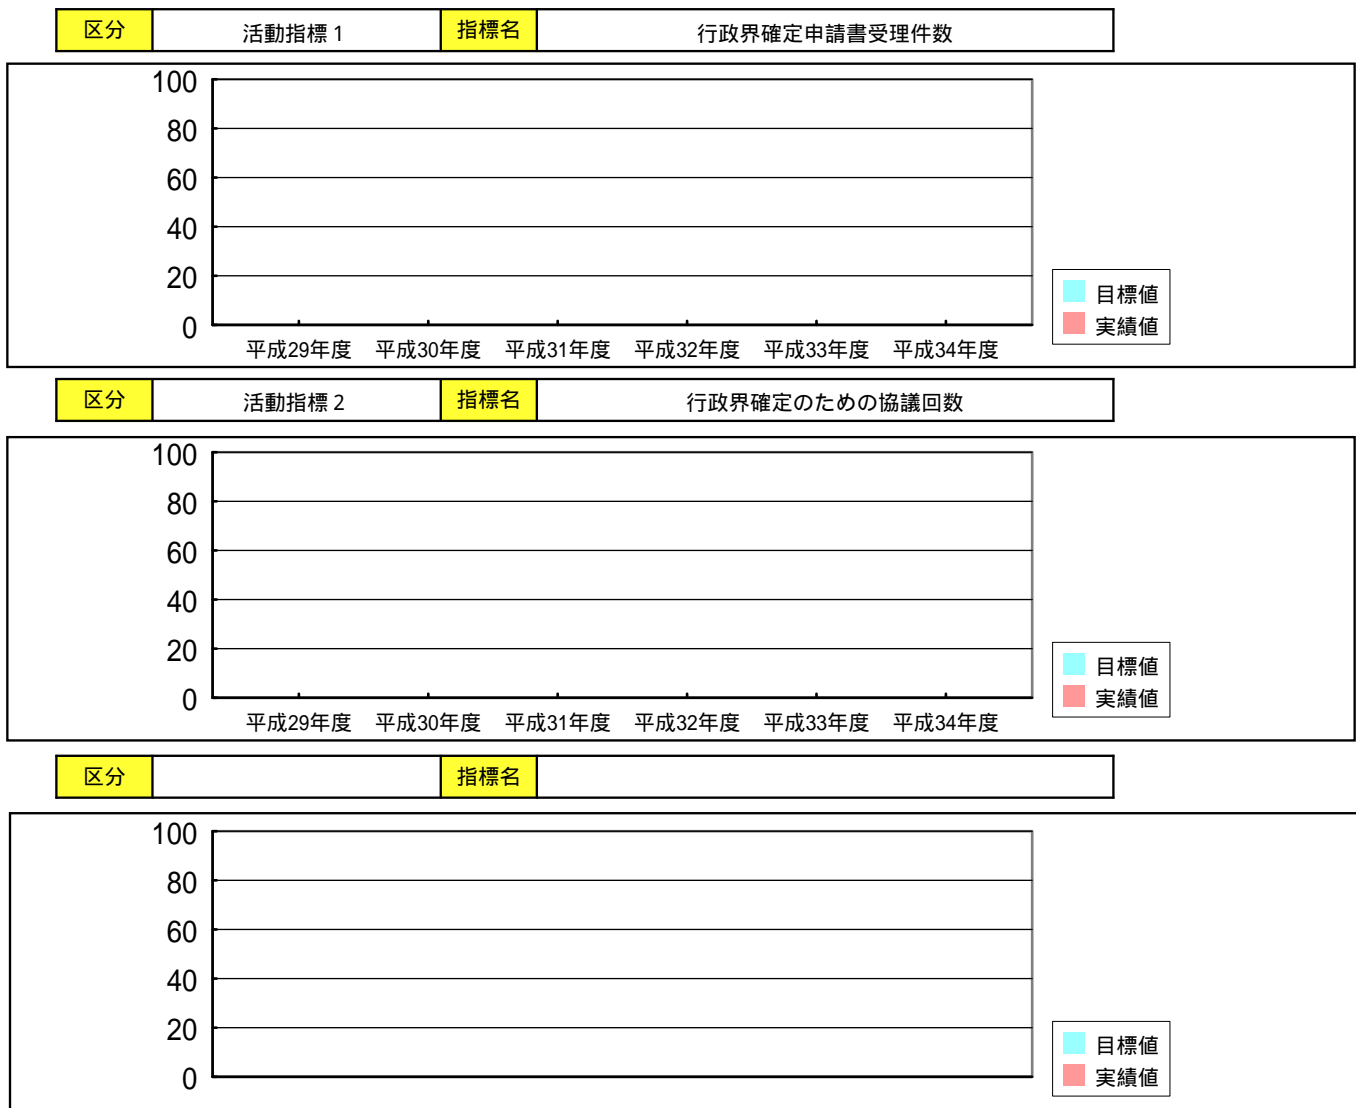 区分 活動指標1 指標名 行政界確定申請書受理件数
100
80
60
40
20
0
平成29年度 平成30年度 平成31年度 平成32年度 平成33年度 平成34年度
目標値
実績値
区分 活動指標2 指標名 行政界確定のための協議回数
100
80
60
40
20
0
平成29年度 平成30年度 平成31年度 平成32年度 平成33年度 平成34年度
目標値
実績値
区分 指標名
100
80
60
40
20
0
目標値
実績値